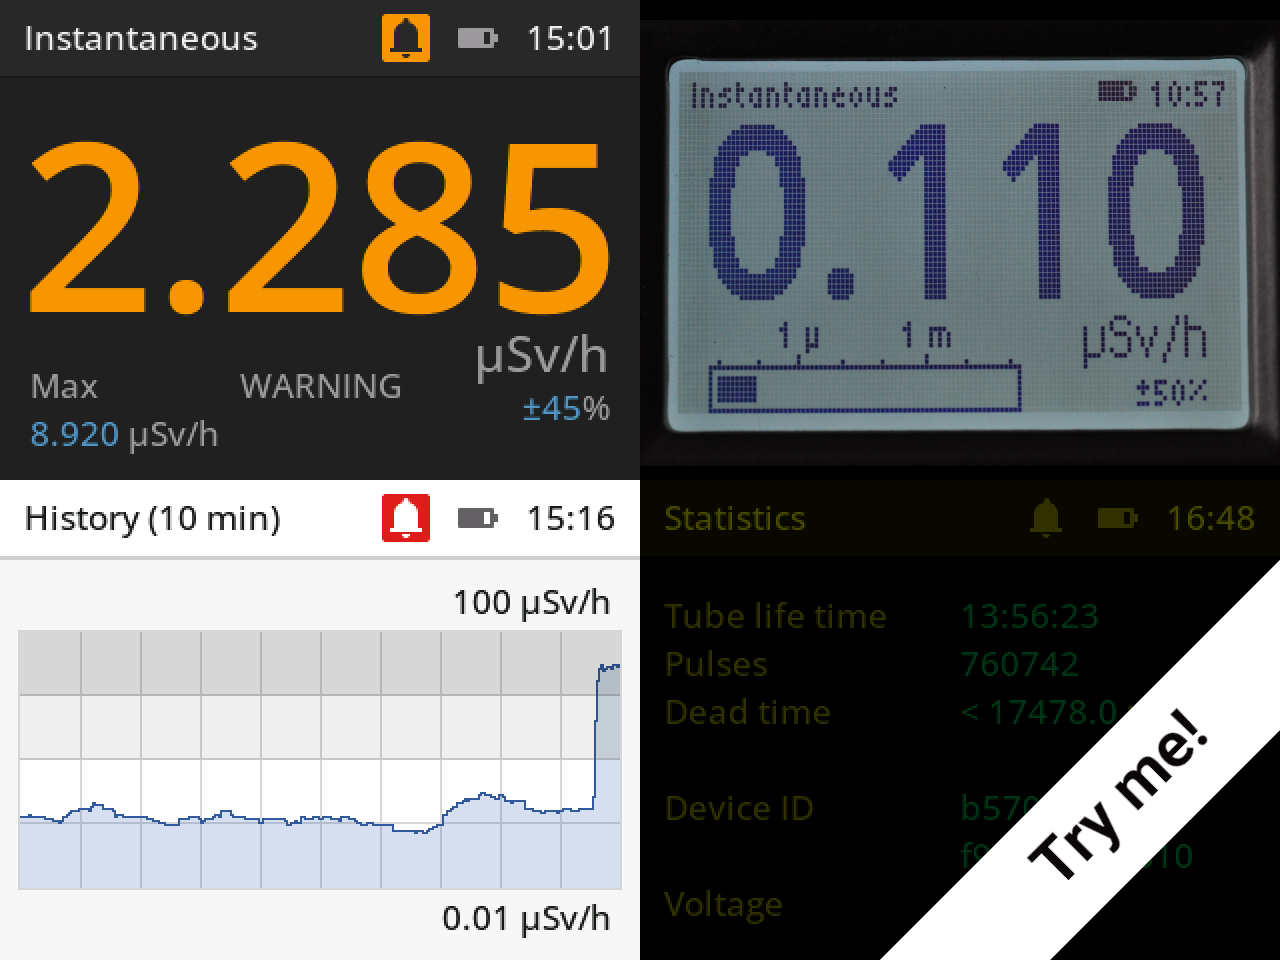 Instantaneous 15:01
2.285
µSv/h
Max WARNING
±45%
8.920 µSv/h
Instantaneous 10:57
0.110
1 µ 1 m
µSv/h
±50%
History (10 min) 15:16
100 µSv/h
0.01 µSv/h
Statistics 16:48
Tube life time 13:56:23
Pulses 760742
Dead time < 17478.0
Device ID
Voltage
Try me!